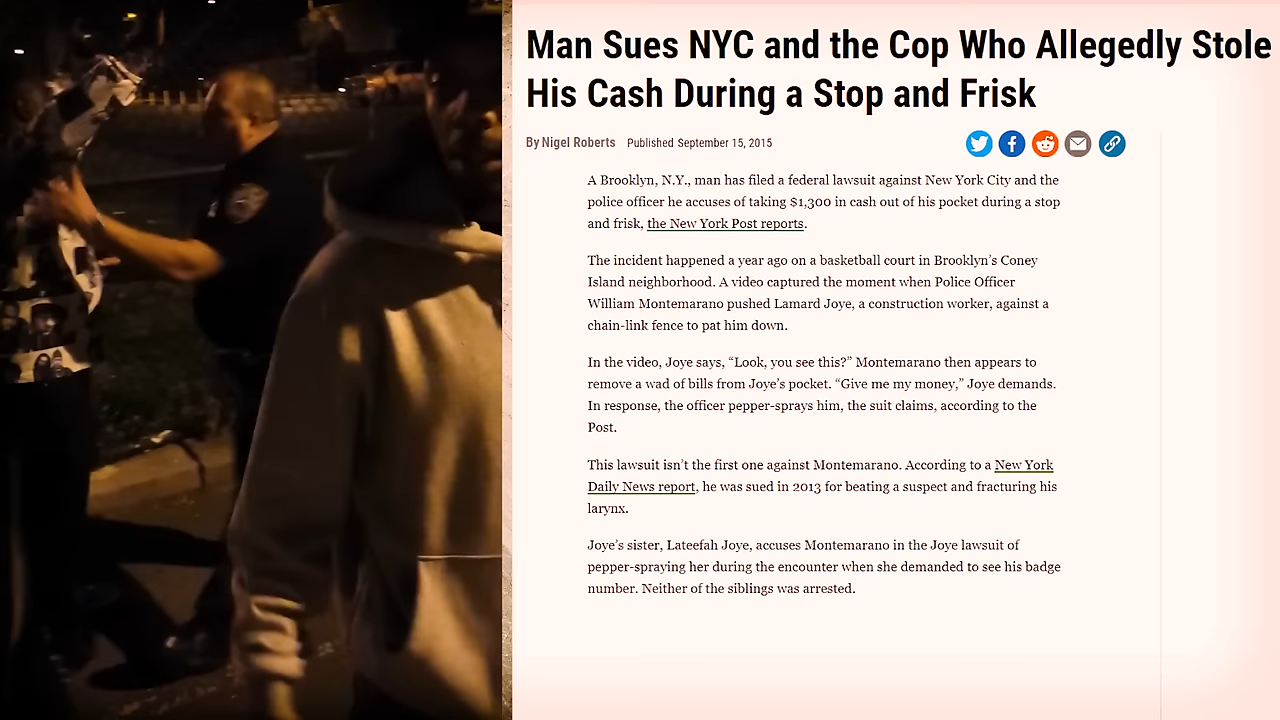 Man Sues NYC and the Cop Who Allegedly Stole
His Cash During a Stop and Frisk
By Nigel Roberts Published September 15, 2015
A Brooklyn, N.Y., man has filed a federal lawsuit against New York City and the
police officer he accuses of taking $1,300 in cash out of his pocket during a stop
and frisk, the New York Post reports.
The incident happened a year ago on a basketball court in Brooklyn’s Coney
Island neighborhood. A video captured the moment when Police Officer
William Montemarano pushed Lamard Joye, a construction worker, against a
chain-link fence to pat him down.
In the video, Joye says, “Look, you see this?” Montemarano then appears to
remove a wad of bills from Joye’s pocket. “Give me my money,” Joye demands.
In response, the officer pepper-sprays him, the suit claims, according to the
Post.
This lawsuit isn’t the first one against Montemarano. According to a New York
Daily News report, he was sued in 2013 for beating a suspect and fracturing his
larynx.
Joye’s sister, Lateefah Joye, accuses Montemarano in the Joye lawsuit of
pepper-spraying her during the encounter when she demanded to see his badge
number. Neither of the siblings was arrested.